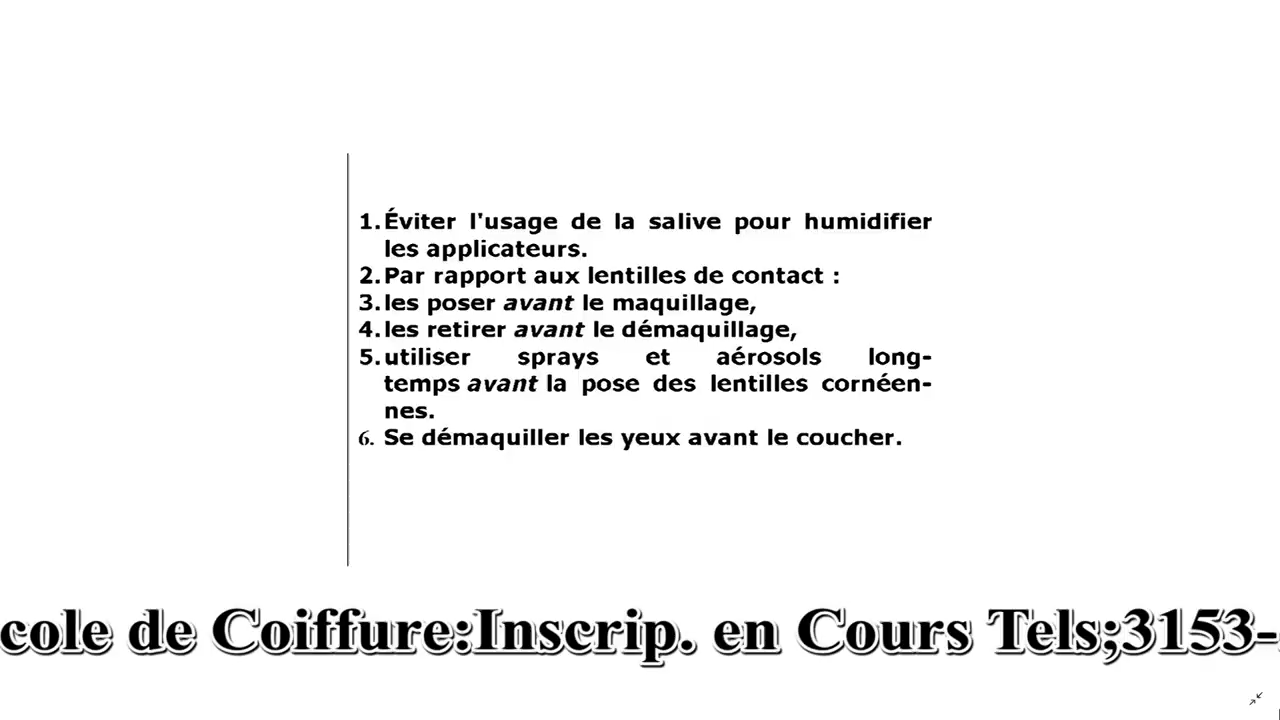 1. Éviter l'usage de la salive pour humidifier
les applicateurs.
2. Par rapport aux lentilles de contact :
3. les poser avant le maquillage,
4. les retirer avant le démaquillage,
5. utiliser sprays et aérosols long-
temps avant la pose des lentilles cornéen-
nes.
6. Se démaquiller les yeux avant le coucher.
cole de Coiffure:Inscrip. en Cours Tels;3153-